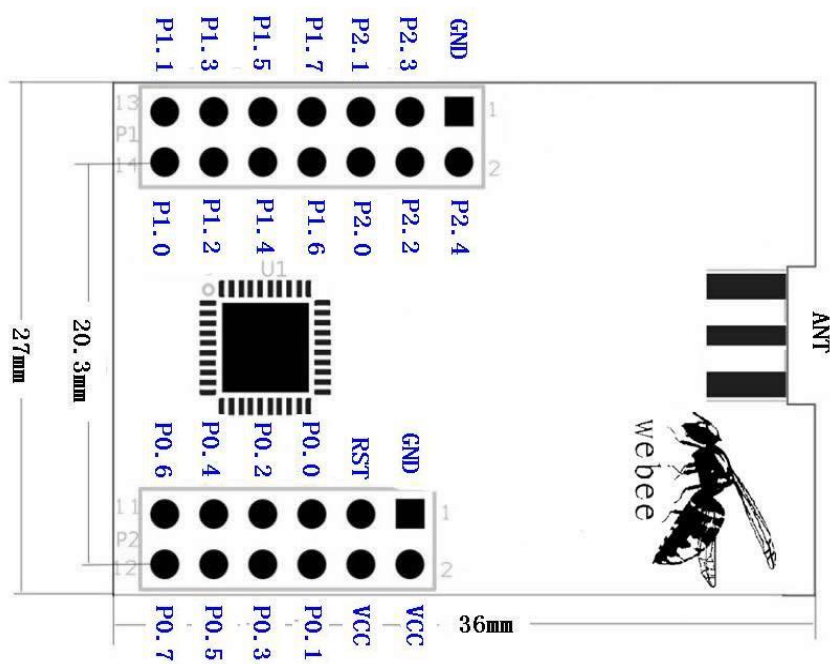 P1.1 P1.3 P1.5 P1.7 P2.1 P2.3 GND
13 1
P1
14 2
P1.0 P1.2 P1.4 P1.6 P2.0 P2.2 P2.4
U1
ANT
27mm
20.3mm
P0.6 P0.4 P0.2 P0.0 RST GND
webee
11 1
P2
12 2
P0.7 P0.5 P0.3 P0.1 VCC VCC
36mm